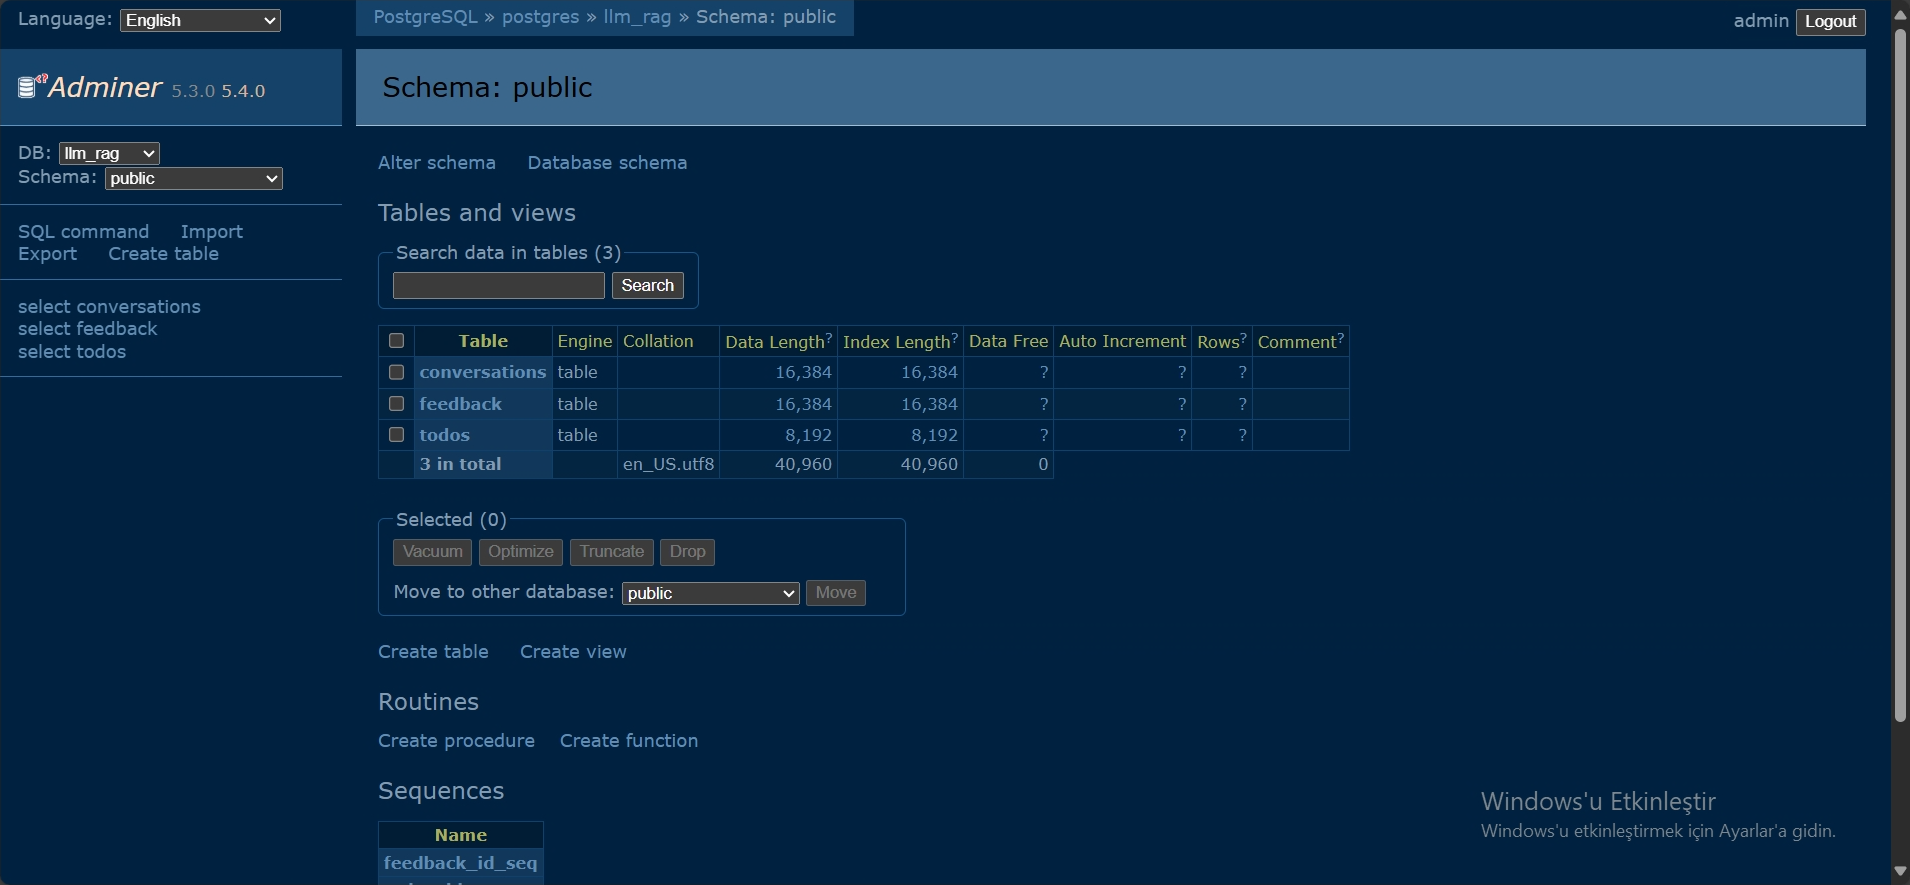 Language: English
PostgreSQL » postgres » llm_rag » Schema: public
admin Logout
Adminer 5.3.0 5.4.0
Schema: public
DB: llm_rag
Schema: public
SQL command Import
Export Create table
select conversations
select feedback
select todos
Alter schema Database schema
Tables and views
Search data in tables (3)
Search
Table Engine Collation Data Length? Index Length? Data Free Auto Increment Rows? Comment?
conversations table 16,384 16,384 ? ? ?
feedback table 16,384 16,384 ? ? ?
todos table 8,192 8,192 ? ? ?
3 in total en_US.utf8 40,960 40,960 0
Selected (0)
Vacuum Optimize Truncate Drop
Move to other database: public Move
Create table Create view
Routines
Create procedure Create function
Sequences
Name
feedback_id_seq
Windows'u Etkinleştir
Windows'u etkinleştirmek için Ayarlar'a gidin.